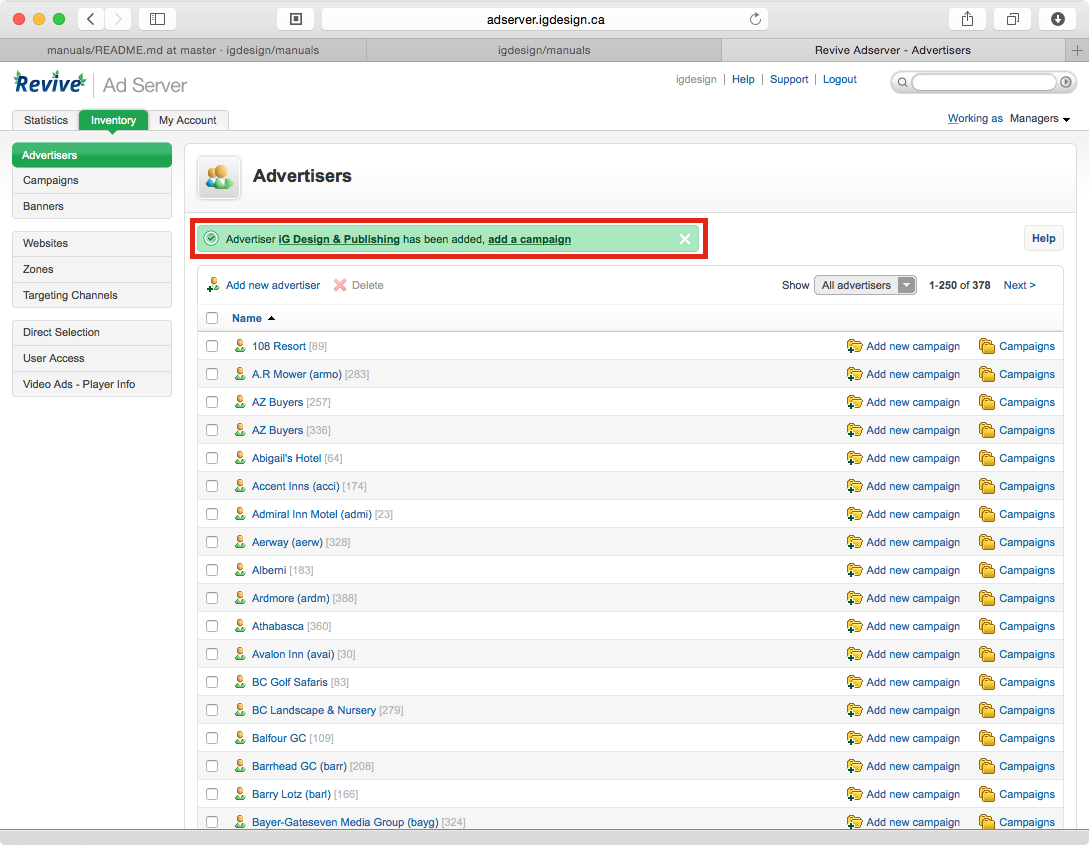 adserver.igdesign.ca
manuals/README.md at master · igdesign/manuals
igdesign/manuals
Revive Adserver - Advertisers
Revive Ad Server
igdesign Help Support Logout
Statistics Inventory My Account
Working as Managers
Advertisers
Campaigns
Banners
Websites
Zones
Targeting Channels
Direct Selection
User Access
Video Ads - Player Info
Advertisers
Advertiser iG Design & Publishing has been added, add a campaign
Help
Add new advertiser Delete Show All advertisers 1-250 of 378 Next >
Name
108 Resort [89] Add new campaign Campaigns
A.R Mower (armo) [283] Add new campaign Campaigns
AZ Buyers [257] Add new campaign Campaigns
AZ Buyers [336] Add new campaign Campaigns
Abigail's Hotel [64] Add new campaign Campaigns
Accent Inns (acci) [174] Add new campaign Campaigns
Admiral Inn Motel (admi) [23] Add new campaign Campaigns
Aerway (aerw) [328] Add new campaign Campaigns
Alberni [183] Add new campaign Campaigns
Ardmore (ardm) [388] Add new campaign Campaigns
Athabasca [360] Add new campaign Campaigns
Avalon Inn (avai) [30] Add new campaign Campaigns
BC Golf Safaris [83] Add new campaign Campaigns
BC Landscape & Nursery [279] Add new campaign Campaigns
Balfour GC [109] Add new campaign Campaigns
Barrhead GC (barr) [208] Add new campaign Campaigns
Barry Lotz (barl) [166] Add new campaign Campaigns
Bayer-Gateseven Media Group (bayg) [324] Add new campaign Campaigns